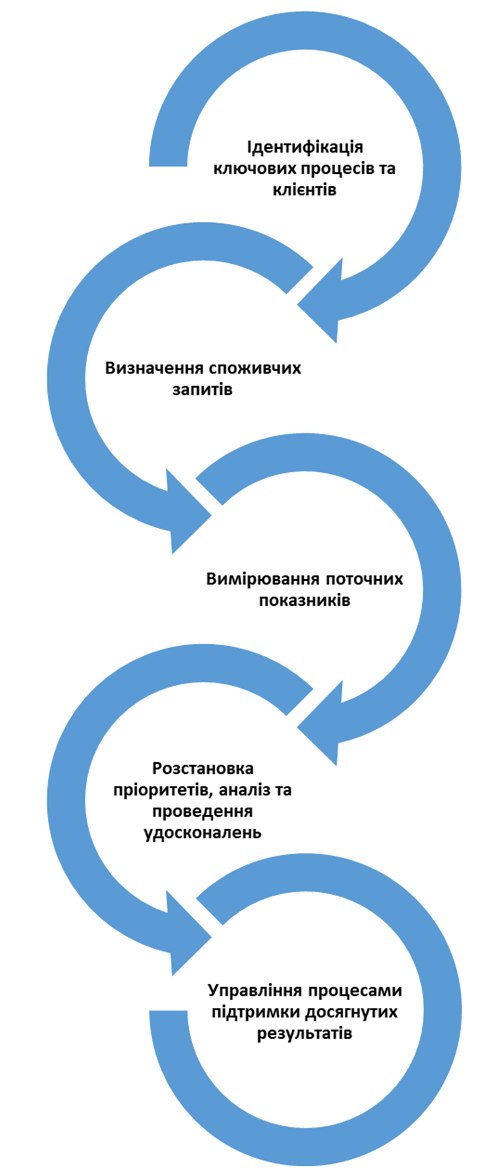 Ідентифікація
ключових процесів та
клієнтів
Визначення споживчих
запитів
Вимірювання поточних
показників
Розстановка
пріоритетів, аналіз та
проведення
удосконалень
Управління процесами
підтримки досягнутих
результатів